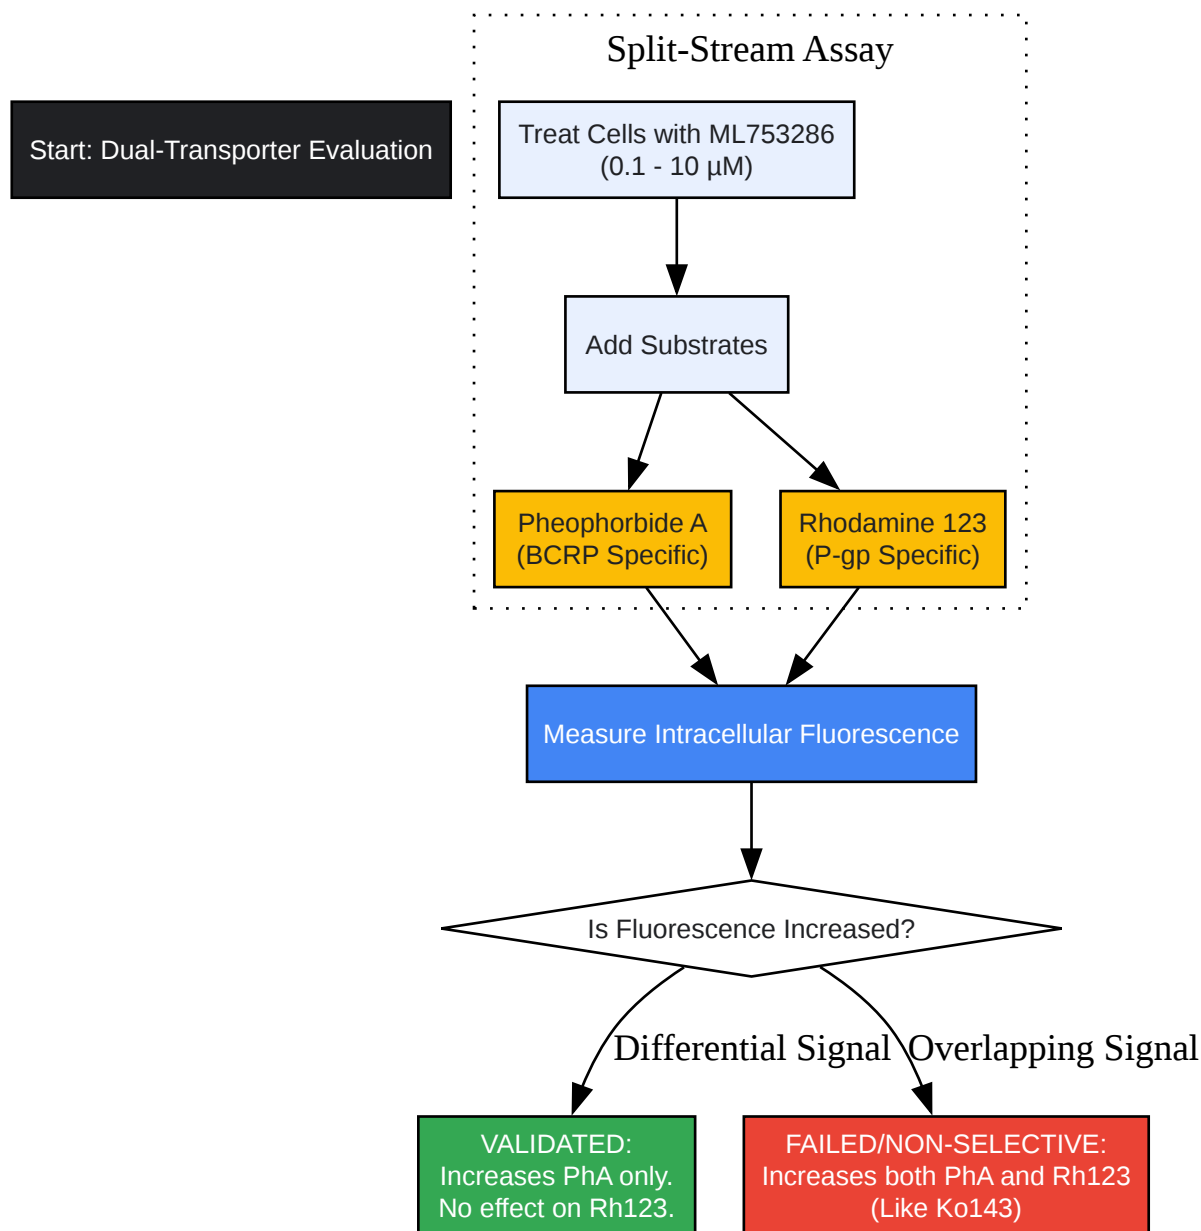 Split-Stream Assay
Start: Dual-Transporter Evaluation
Treat Cells with ML753286
(0.1 - 10 µM)
Add Substrates
Pheophorbide A
(BCRP Specific)
Rhodamine 123
(P-gp Specific)
Measure Intracellular Fluorescence
Is Fluorescence Increased?
Differential Signal
Overlapping Signal
VALIDATED:
Increases PhA only.
No effect on Rh123.
FAILED/NON-SELECTIVE:
Increases both PhA and Rh123
(Like Ko143)